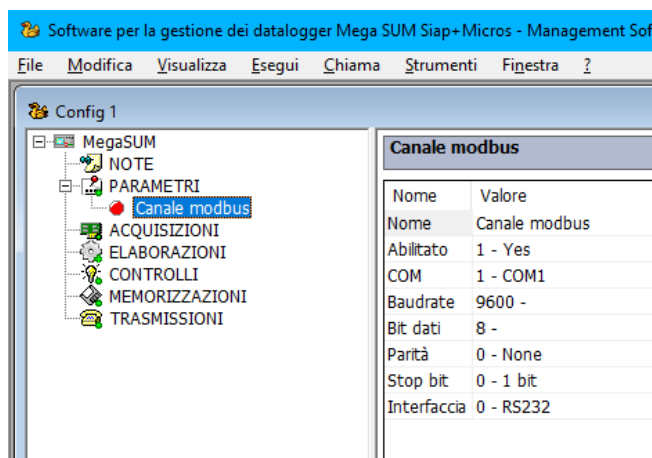 Software per la gestione dei datalogger Mega SUM Siap+Micros - Management Sof
File Modifica Visualizza Esegui Chiama Strumenti Finestra ?
Config 1
MegaSUM
NOTE
PARAMETRI
Canale modbus
ACQUISIZIONI
ELABORAZIONI
CONTROLLI
MEMORIZZAZIONI
TRASMISSIONI
Canale modbus
Nome Valore
Nome Canale modbus
Abilitato 1 - Yes
COM 1 - COM1
Baudrate 9600 -
Bit dati 8 -
Parità 0 - None
Stop bit 0 - 1 bit
Interfaccia 0 - RS232